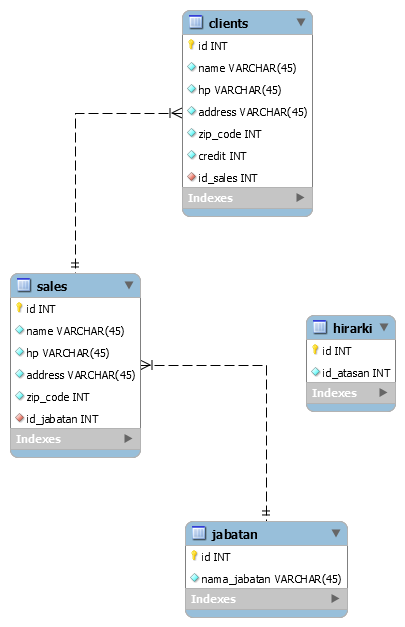 clients
id INT
name VARCHAR(45)
hp VARCHAR(45)
address VARCHAR(45)
zip_code INT
credit INT
id_sales INT
Indexes
sales
id INT
name VARCHAR(45)
hp VARCHAR(45)
address VARCHAR(45)
zip_code INT
id_jabatan INT
Indexes
hirarki
id INT
id_atasan INT
Indexes
jabatan
id INT
nama_jabatan VARCHAR(45)
Indexes